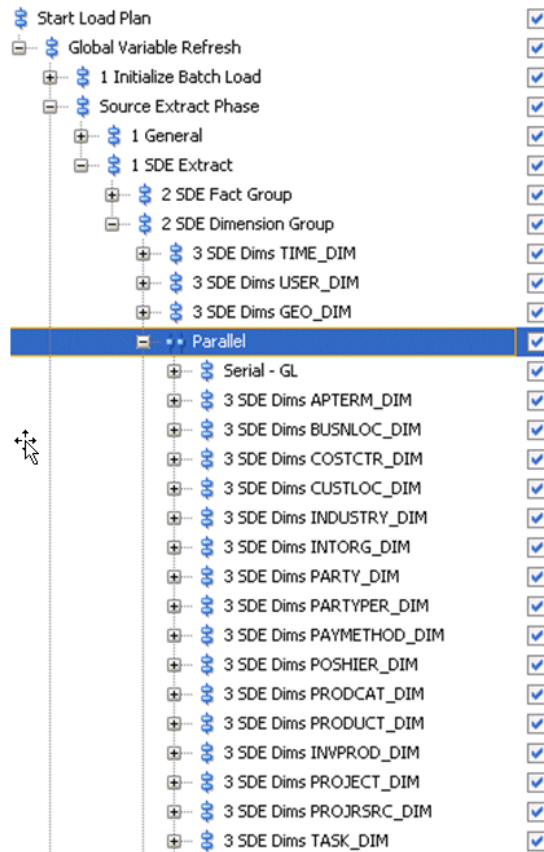 Start Load Plan
Global Variable Refresh
1 Initialize Batch Load
Source Extract Phase
1 General
1 SDE Extract
2 SDE Fact Group
2 SDE Dimension Group
3 SDE Dims TIME_DIM
3 SDE Dims USER_DIM
3 SDE Dims GEO_DIM
Parallel
Serial - GL
3 SDE Dims APTERM_DIM
3 SDE Dims BUSNLOC_DIM
3 SDE Dims COSTCTR_DIM
3 SDE Dims CUSTLOC_DIM
3 SDE Dims INDUSTRY_DIM
3 SDE Dims INTORG_DIM
3 SDE Dims PARTY_DIM
3 SDE Dims PARTYPER_DIM
3 SDE Dims PAYMETHOD_DIM
3 SDE Dims POSHIER_DIM
3 SDE Dims PRODCAT_DIM
3 SDE Dims PRODUCT_DIM
3 SDE Dims INVPROD_DIM
3 SDE Dims PROJECT_DIM
3 SDE Dims PROJRSRC_DIM
3 SDE Dims TASK_DIM